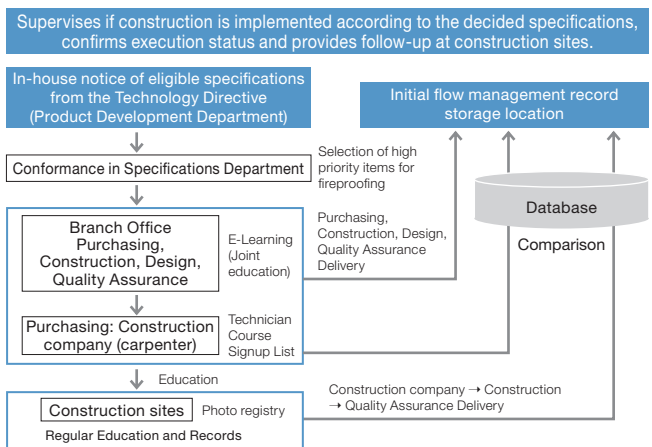 Supervises if construction is implemented according to the decided specifications,
confirms execution status and provides follow-up at construction sites.
In-house notice of eligible specifications
from the Technology Directive
(Product Development Department)
Initial flow management record
storage location
Conformance in Specifications Department
Selection of high
priority items for
fireproofing
Database
Comparison
Branch Office
Purchasing,
Construction, Design,
Quality Assurance
E-Learning
(Joint
education)
Purchasing,
Construction, Design,
Quality Assurance
Delivery
Purchasing: Construction
company (carpenter)
Technician
Course
Signup List
Education
Construction sites
Photo registry
Regular Education and Records
Construction company → Construction
→ Quality Assurance Delivery